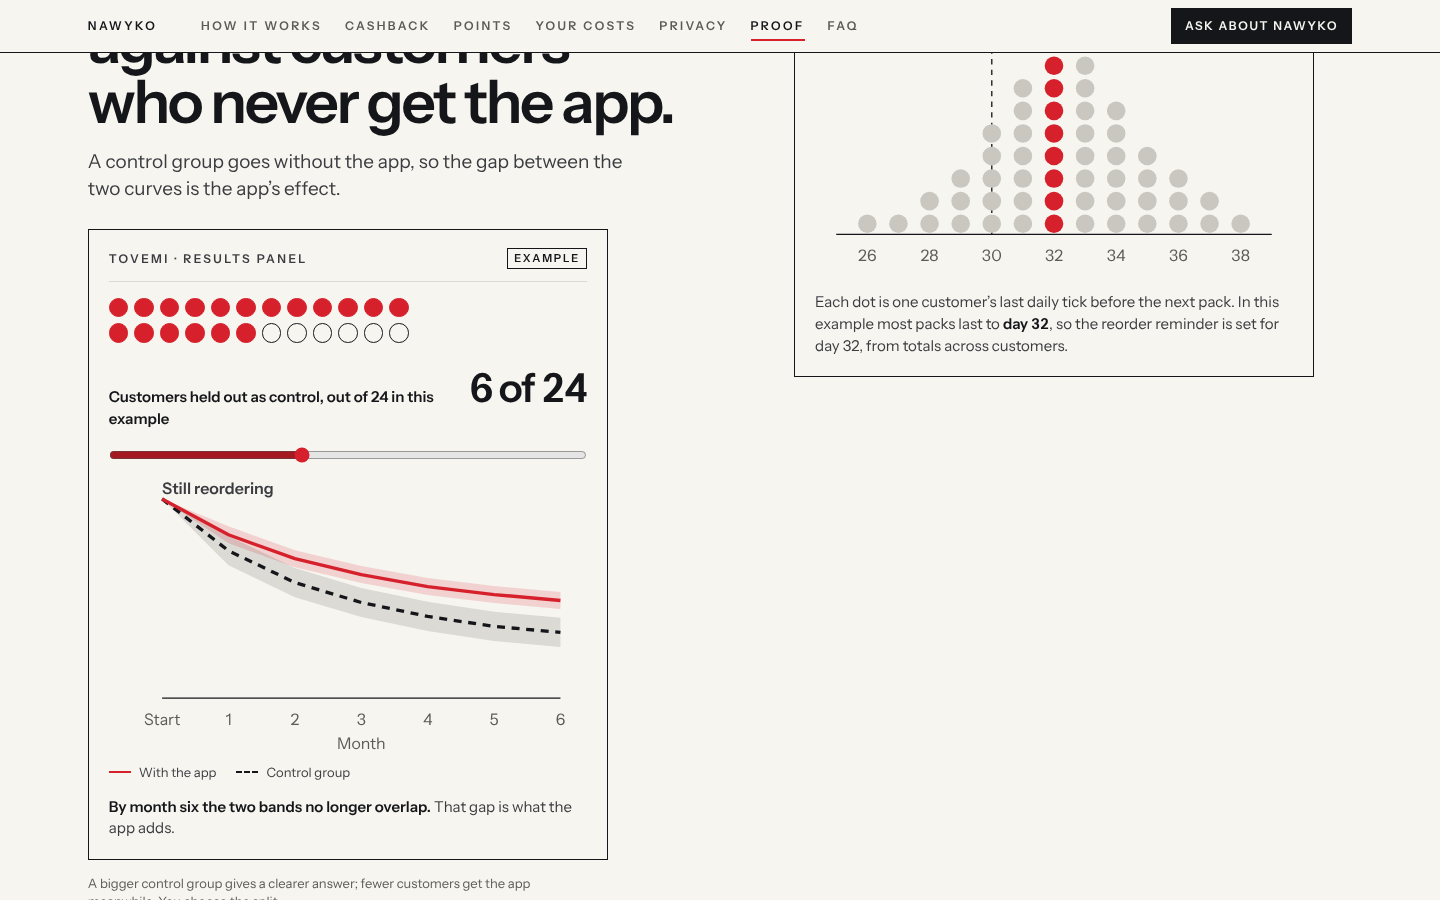 NAWYKO
HOW IT WORKS
CASHBACK
POINTS
YOUR COSTS
PRIVACY
PROOF
FAQ
ASK ABOUT NAWYKO
against customers
who never get the app.
A control group goes without the app, so the gap between the
two curves is the app’s effect.
TOVEMI · RESULTS PANEL
EXAMPLE
Customers held out as control, out of 24 in this
example
6 of 24
Still reordering
Start 1 2 3 4 5 6
Month
With the app
Control group
By month six the two bands no longer overlap. That gap is what the
app adds.
A bigger control group gives a clearer answer; fewer customers get the app
meanwhile. You choose the split.
26 28 30 32 34 36 38
Each dot is one customer’s last daily tick before the next pack. In this
example most packs last to day 32, so the reorder reminder is set for
day 32, from totals across customers.